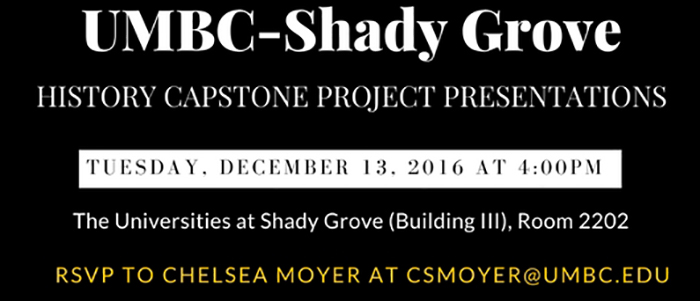 UMBC-Shady Grove
HISTORY CAPSTONE PROJECT PRESENTATIONS
TUESDAY, DECEMBER 13, 2016 AT 4:00PM
The Universities at Shady Grove (Building III), Room 2202
RSVP TO CHELSEA MOYER AT CSMOYER@UMBC.EDU